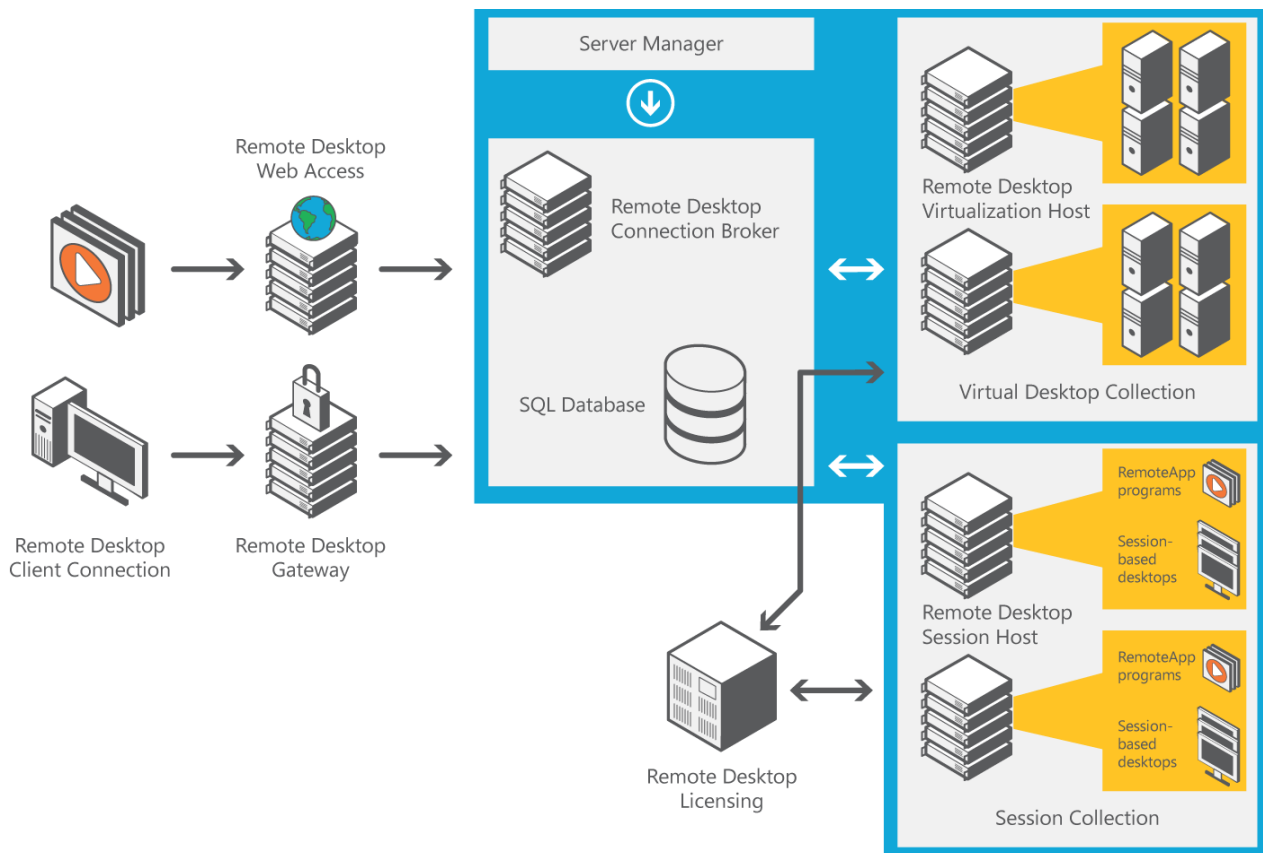 Server Manager
Remote Desktop
Web Access
Remote Desktop
Connection Broker
SQL Database
Remote Desktop
Client Connection
Remote Desktop
Gateway
Remote Desktop
Virtualization Host
Virtual Desktop Collection
RemoteApp
programs
Session-
based
desktops
Remote Desktop
Session Host
RemoteApp
programs
Session-
based
desktops
Session Collection
Remote Desktop
Licensing